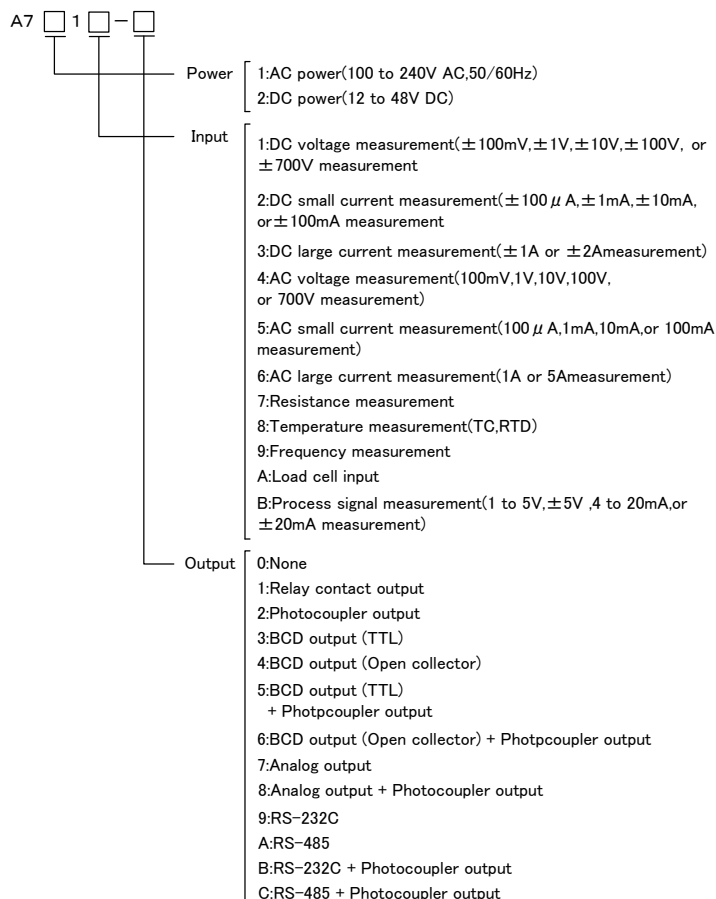 A7 □ 1 □-□
Power
1:AC power(100 to 240V AC,50/60Hz)
2:DC power(12 to 48V DC)
Input
1:DC voltage measurement(±100mV,±1V,±10V,±100V, or
±700V measurement
2:DC small current measurement(±100μA,±1mA,±10mA,
or±100mA measurement
3:DC large current measurement(±1A or ±2Ameasurement)
4:AC voltage measurement(100mV,1V,10V,100V,
or 700V measurement)
5:AC small current measurement(100μA,1mA,10mA,or 100mA
measurement)
6:AC large current measurement(1A or 5Ameasurement)
7:Resistance measurement
8:Temperature measurement(TC,RTD)
9:Frequency measurement
A:Load cell input
B:Process signal measurement(1 to 5V,±5V ,4 to 20mA,or
±20mA measurement)
Output
0:None
1:Relay contact output
2:Photocoupler output
3:BCD output (TTL)
4:BCD output (Open collector)
5:BCD output (TTL)
+ Photpcoupler output
6:BCD output (Open collector) + Photpcoupler output
7:Analog output
8:Analog output + Photocoupler output
9:RS-232C
A:RS-485
B:RS-232C + Photocoupler output
C:RS-485 + Photocoupler output